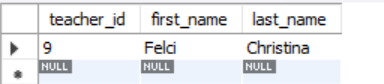 teacher_id first_name last_name
9 Felci Christina
NULL NULL NULL